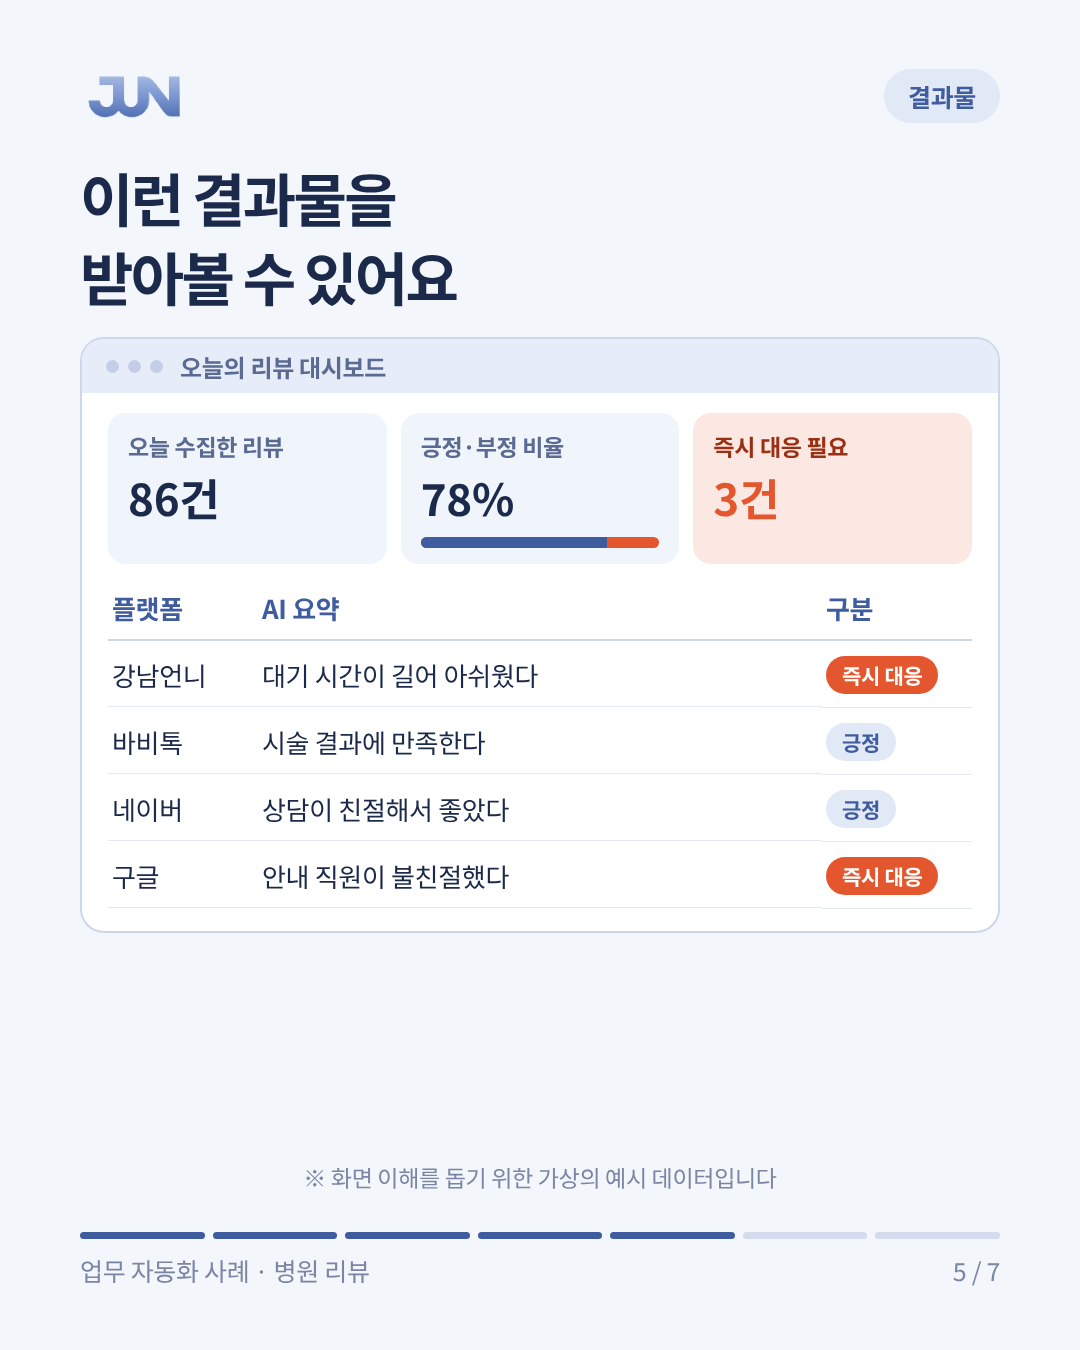 JUN
결과물
이런 결과물을
받아볼 수 있어요
오늘의 리뷰 대시보드
오늘 수집한 리뷰
86건
긍정·부정 비율
78%
즉시 대응 필요
3건
플랫폼 AI 요약 구분
강남언니 대기 시간이 길어 아쉬웠다 즉시 대응
바비톡 시술 결과에 만족한다 긍정
네이버 상담이 친절해서 좋았다 긍정
구글 안내 직원이 불친절했다 즉시 대응
※ 화면 이해를 돕기 위한 가상의 예시 데이터입니다
업무 자동화 사례 · 병원 리뷰
5 / 7